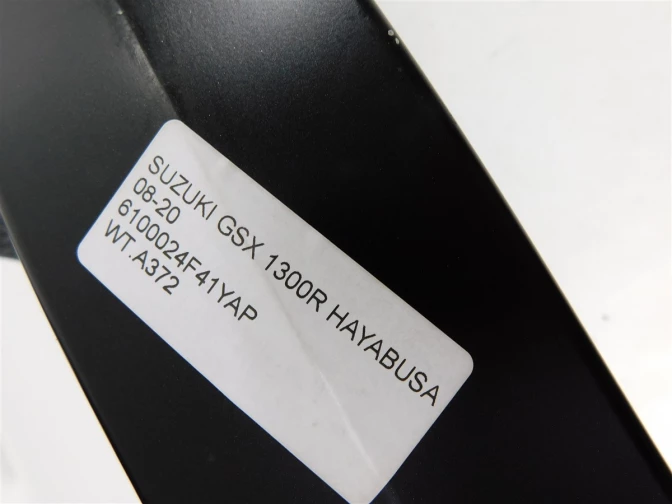 SUZUKI GSX 1300R HAYABUSA
08-20
6100024F41YAP
WT.A372